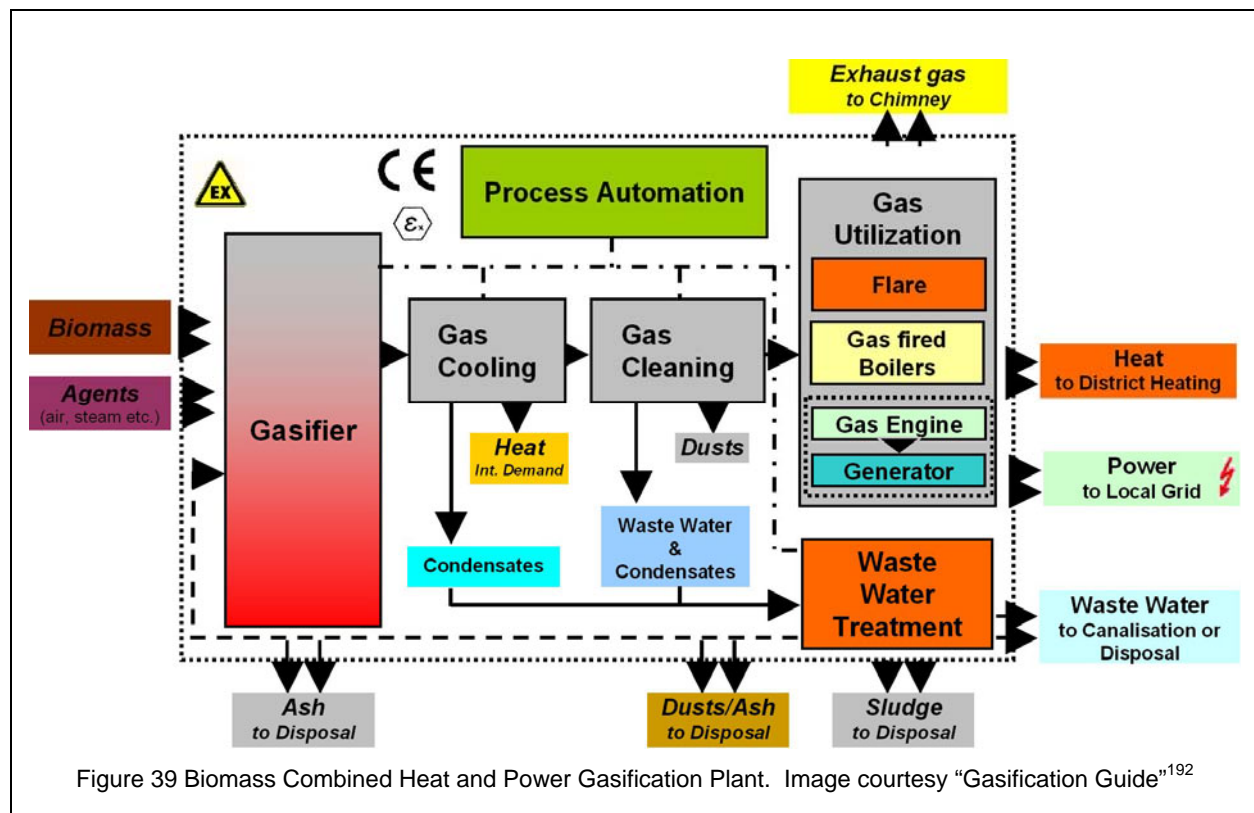 Exhaust gas
to Chimney
EX
CE
εx
Process Automation
Gas
Utilization
Flare
Gas fired
Boilers
Gas Engine
Generator
Biomass
Agents
(air, steam etc.)
Gasifier
Gas
Cooling
Gas
Cleaning
Heat
Int. Demand
Dusts
Heat
to District Heating
Power
to Local Grid
Condensates
Waste Water
&
Condensates
Waste
Water
Treatment
Waste Water
to Canalisation or
Disposal
Ash
to Disposal
Dusts/Ash
to Disposal
Sludge
to Disposal
Figure 39 Biomass Combined Heat and Power Gasification Plant.  Image courtesy “Gasification Guide”192